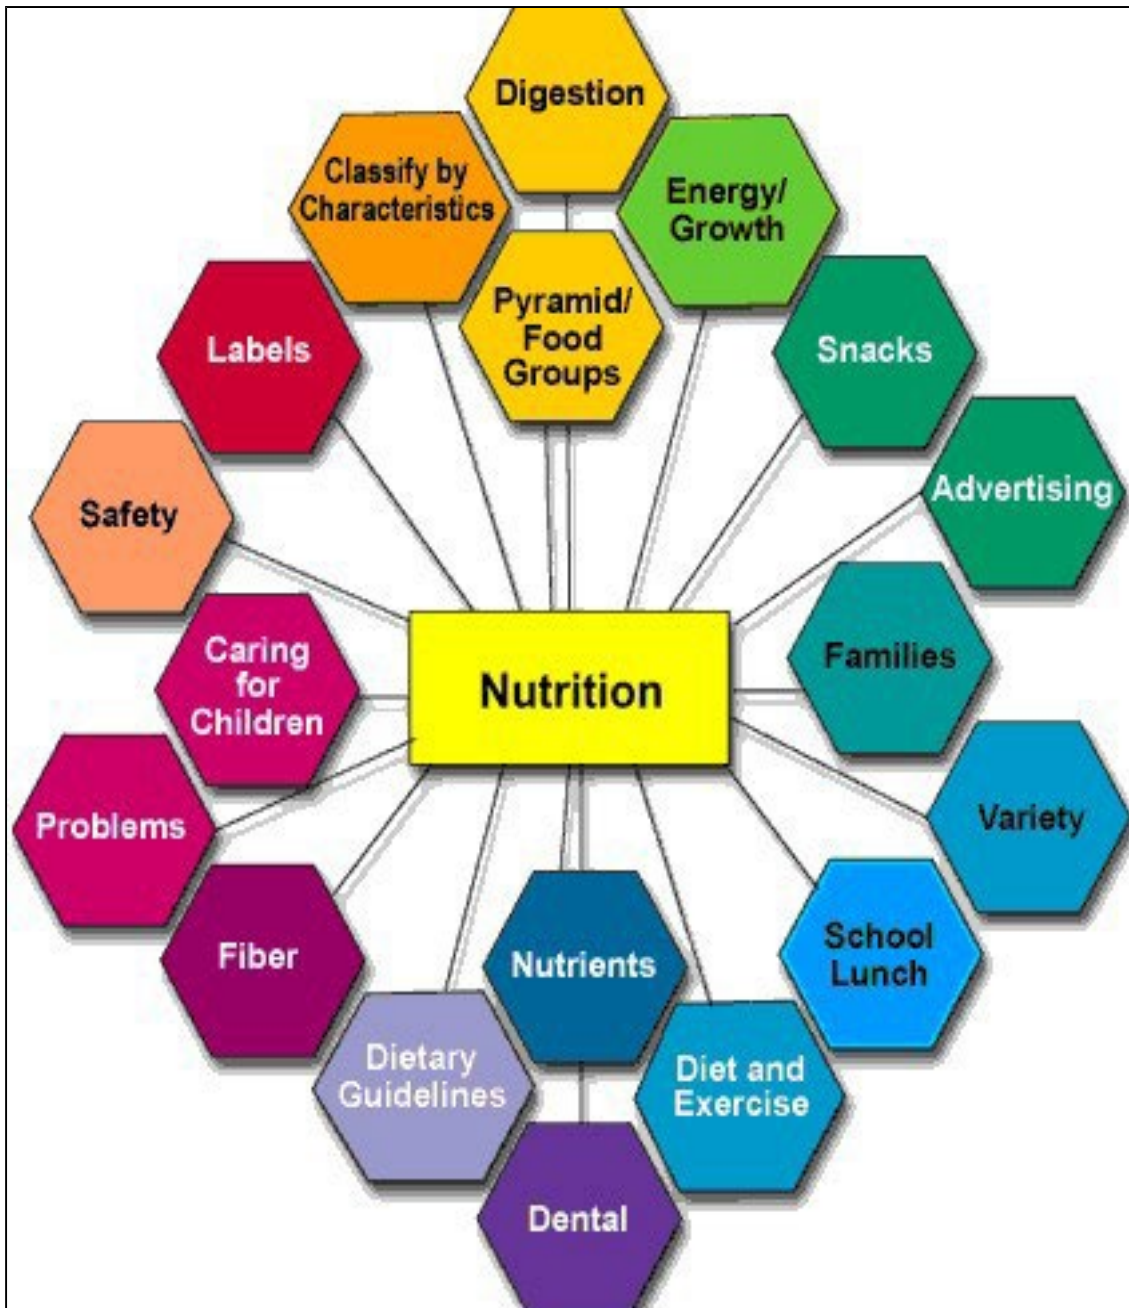 Digestion
Classify by
Characteristics
Energy/
Growth
Pyramid/
Food
Groups
Labels
Snacks
Safety
Advertising
Caring
for
Children
Nutrition
Families
Problems
Variety
Fiber
Nutrients
School
Lunch
Dietary
Guidelines
Diet and
Exercise
Dental